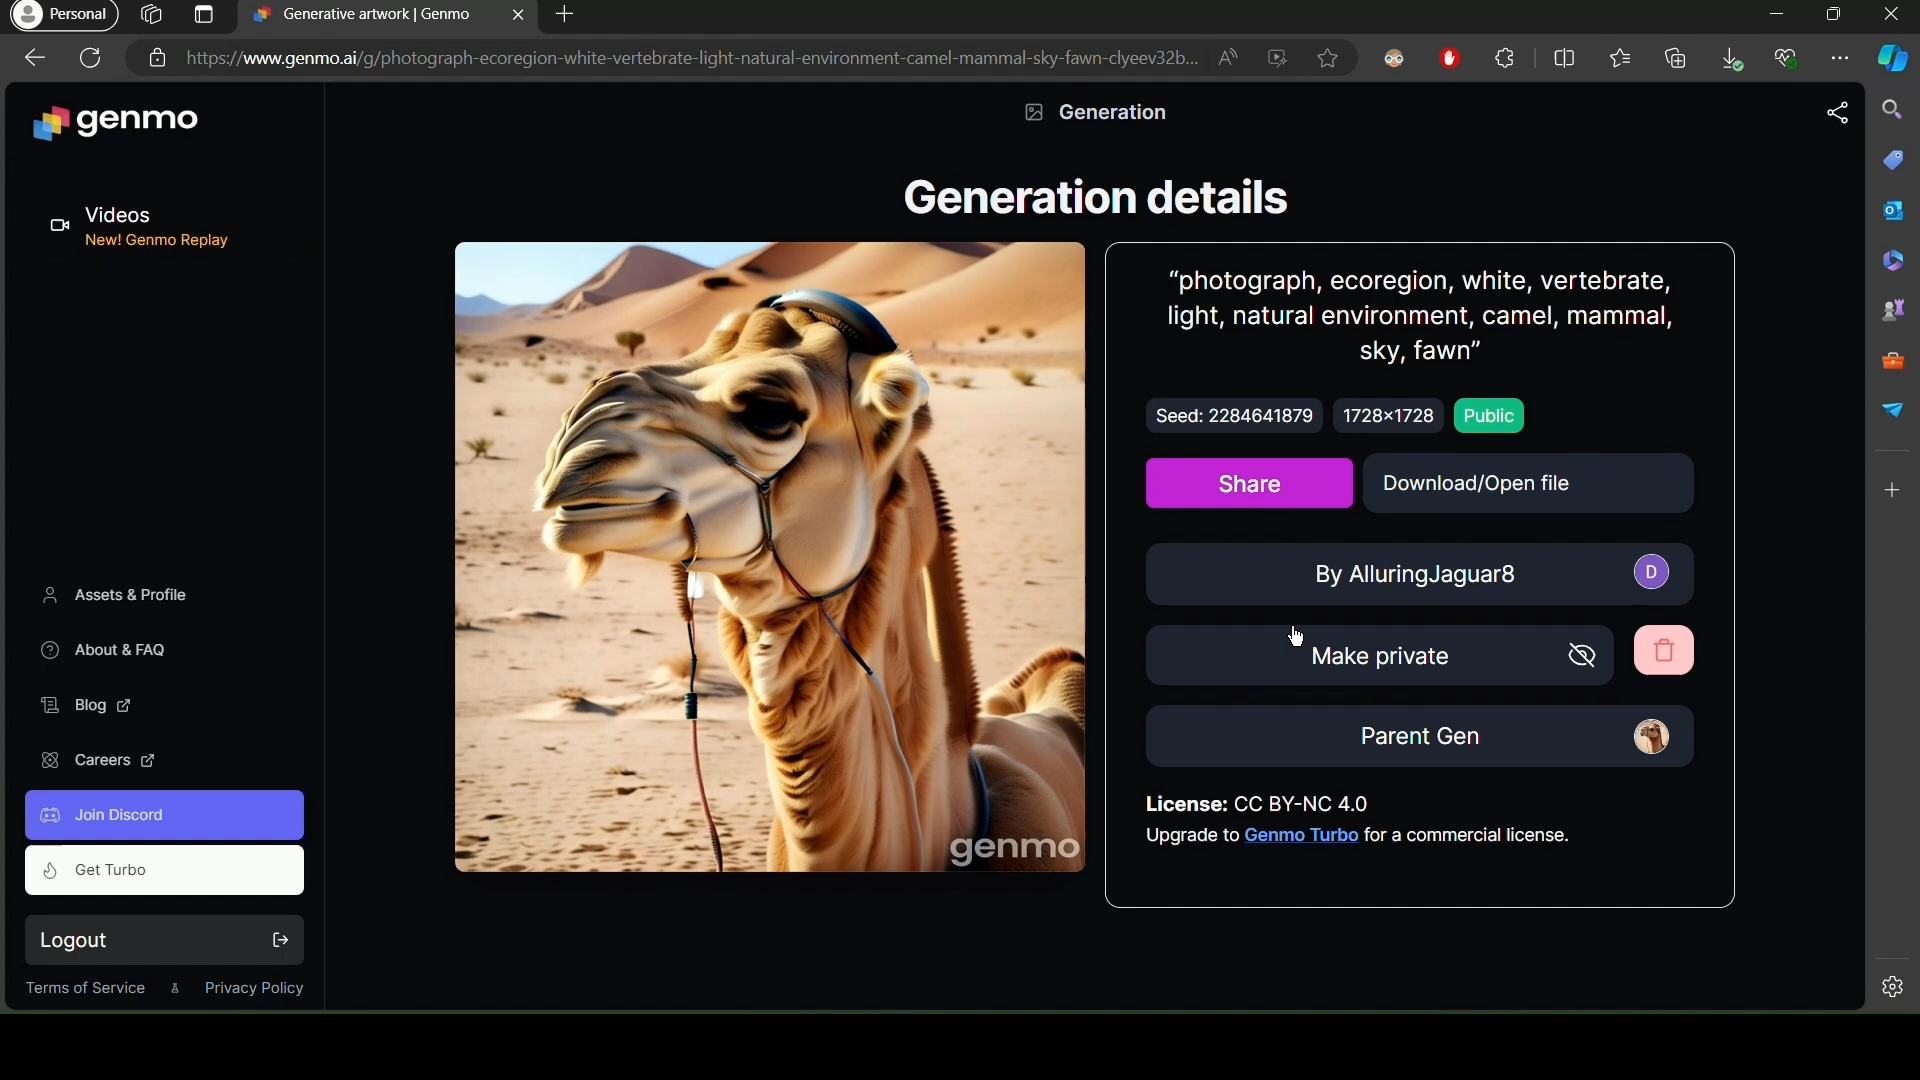 Personal
Generative artwork | Genmo
https://www.genmo.ai/g/photograph-ecoregion-white-vertebrate-light-natural-environment-camel-mammal-sky-fawn-clyeev32b...
genmo
Generation
Videos
New! Genmo Replay
Generation details
“photograph, ecoregion, white, vertebrate,
light, natural environment, camel, mammal,
sky, fawn”
Seed: 2284641879
1728×1728
Public
Share
Download/Open file
By AlluringJaguar8
D
Make private
Parent Gen
License: CC BY-NC 4.0
Upgrade to Genmo Turbo for a commercial license.
genmo
Assets & Profile
About & FAQ
Blog
Careers
Join Discord
Get Turbo
Logout
Terms of Service
Privacy Policy